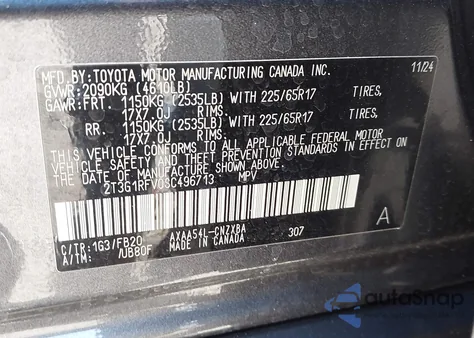 MFD.BY:TOYOTA MOTOR MANUFACTURING CANADA INC. 11/24
GVWR:2090KG (4610LB)
GAWR:FRT. 1150KG (2535LB) WITH 225/65R17 TIRES,
17X7.0J RIMS
RR. 1150KG (2535LB) WITH 225/65R17 TIRES,
17X7.0J RIMS
THIS VEHICLE CONFORMS TO ALL APPLICABLE FEDERAL MOTOR
VEHICLE SAFETY AND THEFT PREVENTION STANDARDS IN EFFECT ON
THE DATE OF MANUFACTURE SHOWN ABOVE.
2T3G1RFV03C496713 MPV
C/TR:1G3/FB20 AXAA54L-CNZXBA 307 A
A/TM: /UB80F MADE IN CANADA
autoSnap